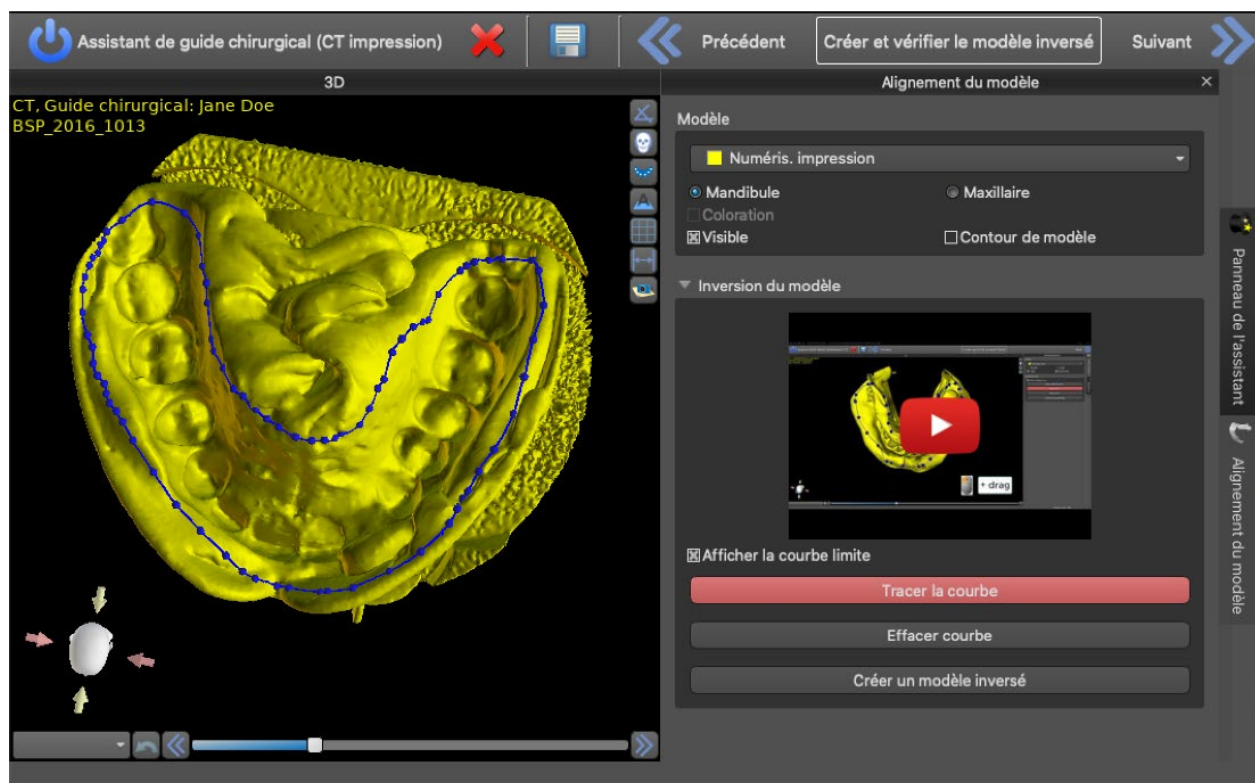 Assistant de guide chirurgical (CT impression)
Précédent
Créer et vérifier le modèle inversé
Suivant
3D
CT, Guide chirurgical: Jane Doe
BSP_2016_1013
Alignement du modèle
Modèle
Numéris. impression
Mandibule
Maxillaire
Coloration
Visible
Contour de modèle
Inversion du modèle
+ drag
Afficher la courbe limite
Tracer la courbe
Effacer courbe
Créer un modèle inversé
Panneau de l'assistant
Alignement du modèle